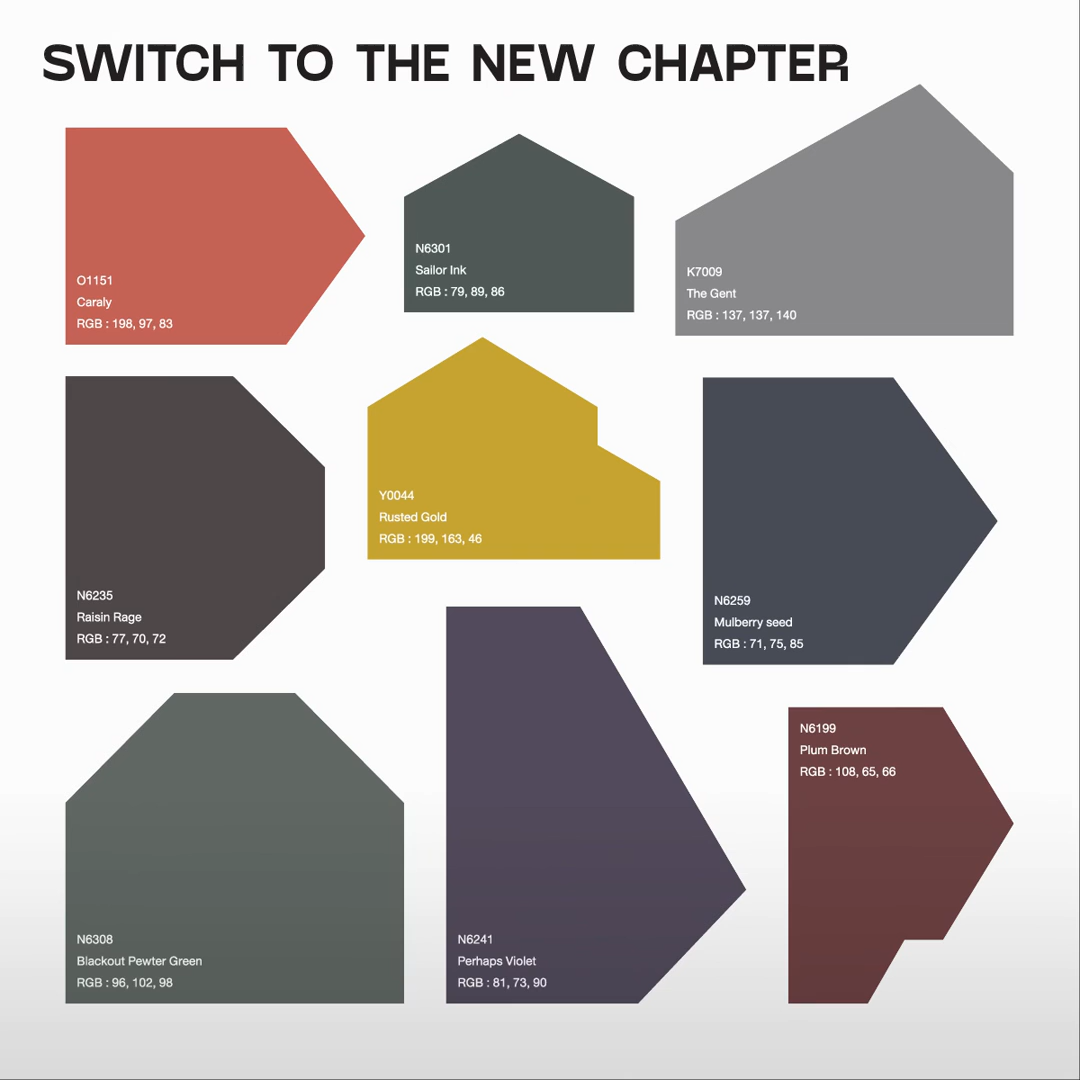 SWITCH TO THE NEW CHAPTER
O1151
Caraly
RGB : 198, 97, 83
N6301
Sailor Ink
RGB : 79, 89, 86
K7009
The Gent
RGB : 137, 137, 140
N6235
Raisin Rage
RGB : 77, 70, 72
Y0044
Rusted Gold
RGB : 199, 163, 46
N6259
Mulberry seed
RGB : 71, 75, 85
N6308
Blackout Pewter Green
RGB : 96, 102, 98
N6241
Perhaps Violet
RGB : 81, 73, 90
N6199
Plum Brown
RGB : 108, 65, 66